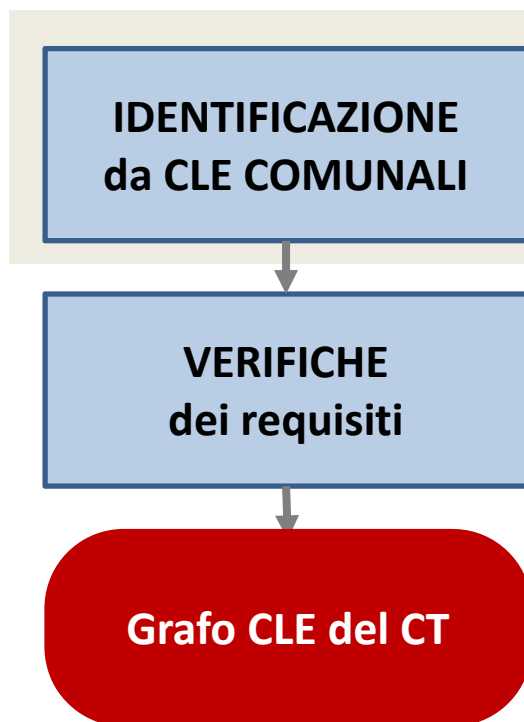 IDENTIFICAZIONE
da CLE COMUNALI
VERIFICHE
dei requisiti
Grafo CLE del CT